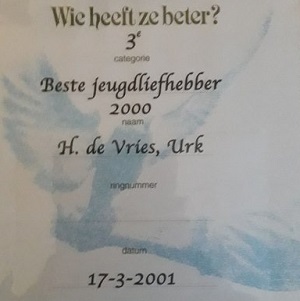 Wie heeft ze beter?
3e
categorie
Beste jeugdliefhebber
2000
naam
H. de Vries, Urk
ringnummer
datum
17-3-2001